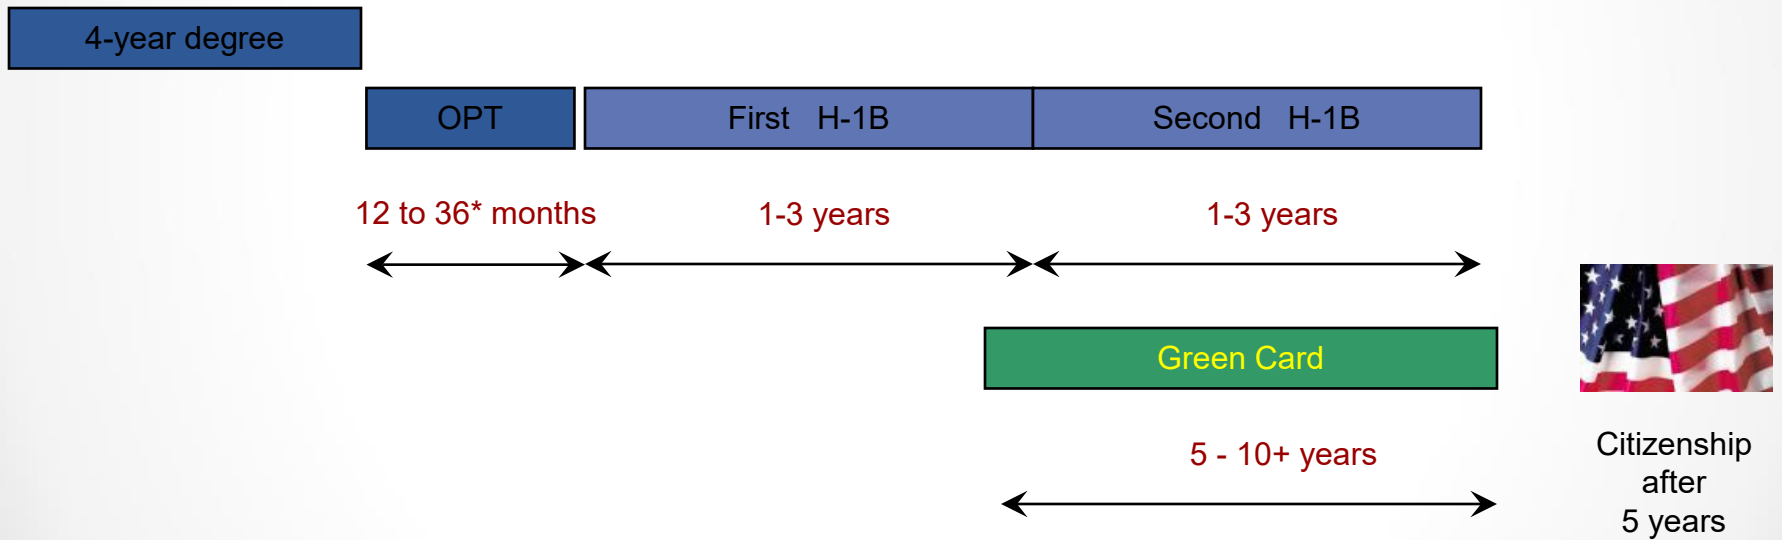 4-year degree
OPT
First H-1B
Second H-1B
12 to 36* months
1-3 years
1-3 years
Green Card
5 - 10+ years
Citizenship
after
5 years